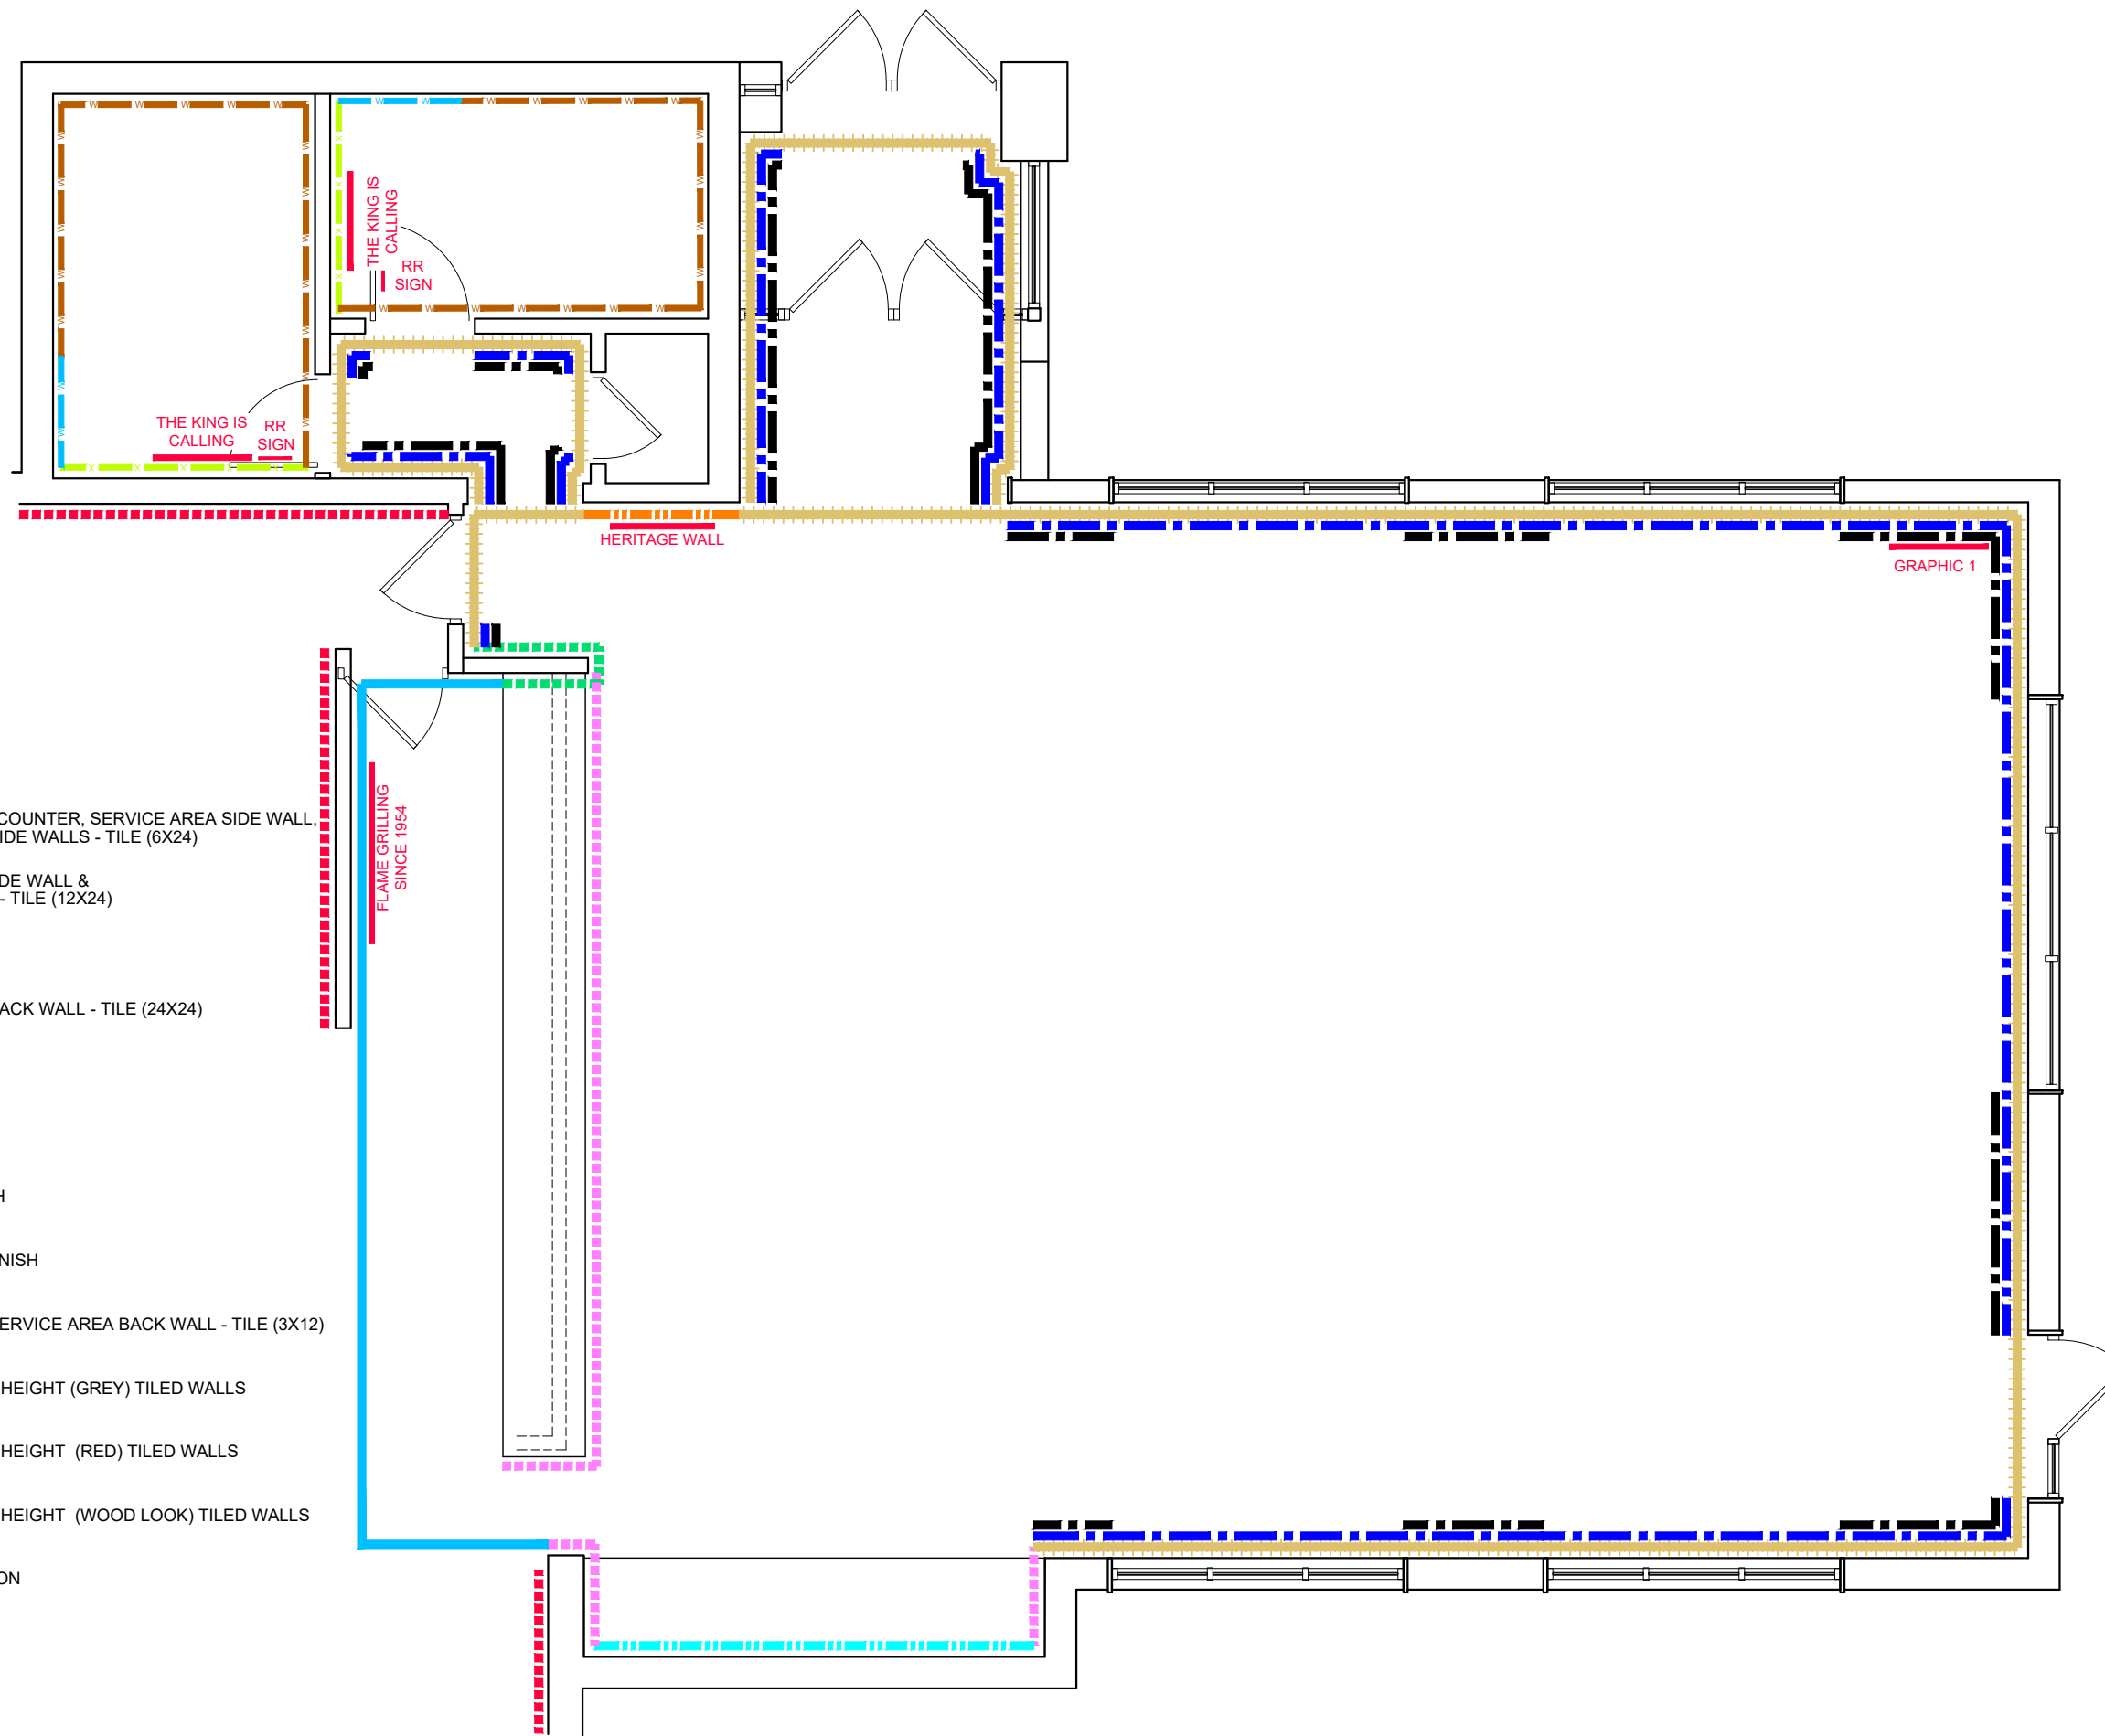 THE KING IS
CALLING
RR
SIGN
THE KING IS
CALLING
RR
SIGN
HERITAGE WALL
GRAPHIC 1
FLAME GRILLING
SINCE 1954
COUNTER, SERVICE AREA SIDE WALL,
IDE WALLS - TILE (6X24)
DE WALL &
- TILE (12X24)
ACK WALL - TILE (24X24)
H
NISH
ERVICE AREA BACK WALL - TILE (3X12)
HEIGHT (GREY) TILED WALLS
HEIGHT (RED) TILED WALLS
HEIGHT (WOOD LOOK) TILED WALLS
ON